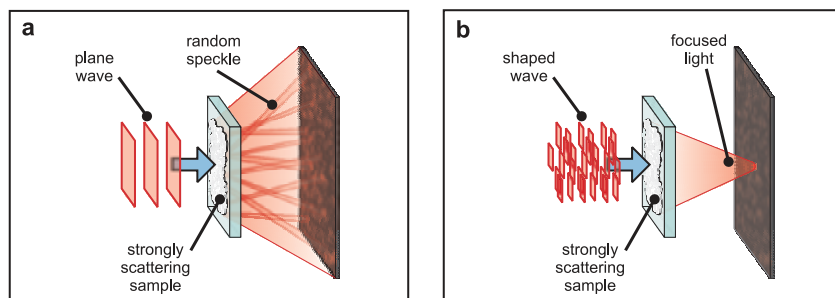 a
plane
wave
random
speckle
strongly
scattering
sample
b
shaped
wave
focused
light
strongly
scattering
sample